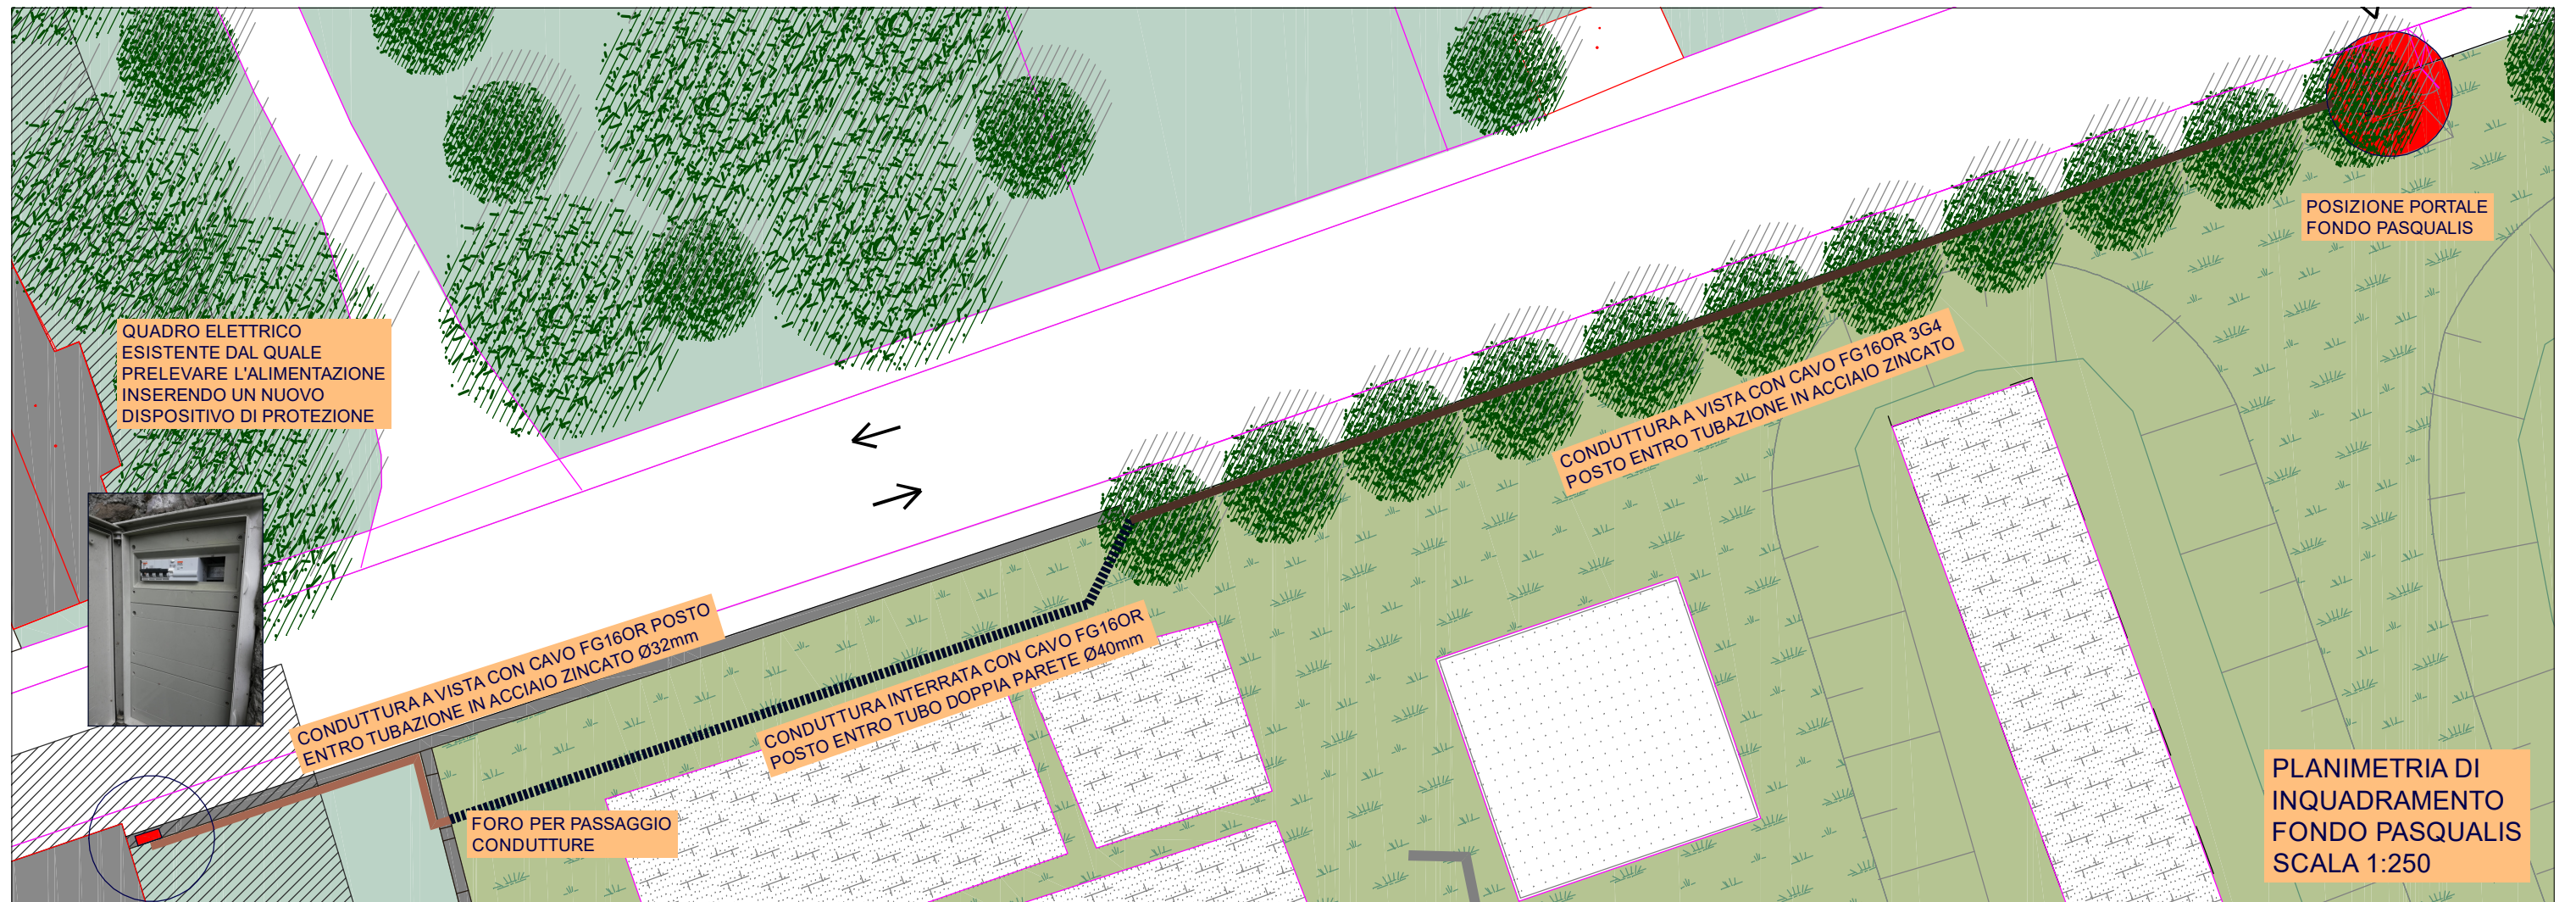 POSIZIONE PORTALE
FONDO PASQUALIS
QUADRO ELETTRICO
ESISTENTE DAL QUALE
PRELEVARE L'ALIMENTAZIONE
INSERENDO UN NUOVO
DISPOSITIVO DI PROTEZIONE
CONDUTTURA A VISTA CON CAVO FG16OR 3G4
POSTO ENTRO TUBAZIONE IN ACCIAIO ZINCATO
CONDUTTURA A VISTA CON CAVO FG16OR POSTO
ENTRO TUBAZIONE IN ACCIAIO ZINCATO Ø32mm
CONDUTTURA INTERRATA CON CAVO FG16OR
POSTO ENTRO TUBO DOPPIA PARETE Ø40mm
FORO PER PASSAGGIO
CONDUTTURE
PLANIMETRIA DI
INQUADRAMENTO
FONDO PASQUALIS
SCALA 1:250